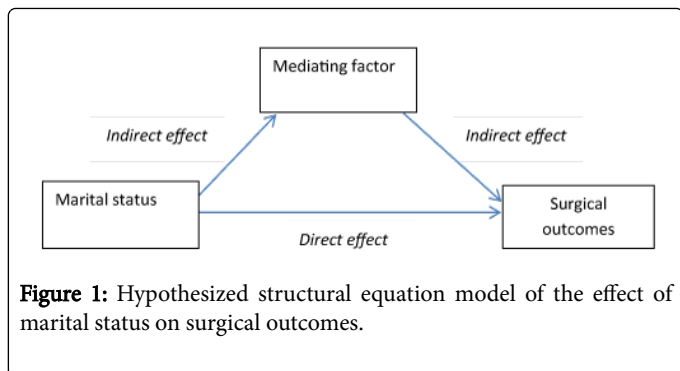 Mediating factor
Indirect effect
Indirect effect
Marital status
Surgical
outcomes
Direct effect
Figure 1: Hypothesized structural equation model of the effect of
marital status on surgical outcomes.